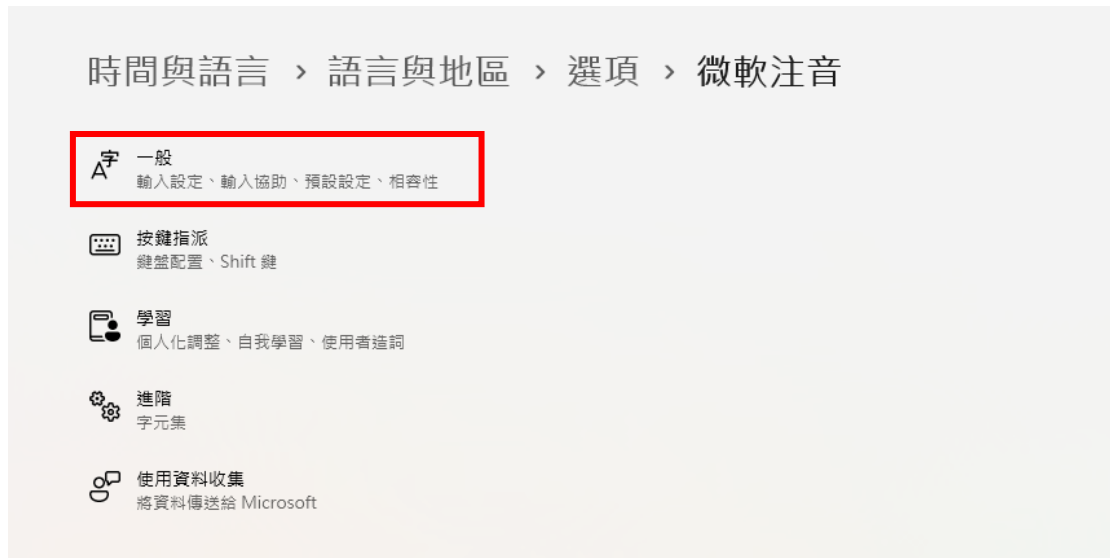 時間與語言 › 語言與地區 › 選項 › 微軟注音
一般
輸入設定、輸入協助、預設設定、相容性
按鍵指派
鍵盤配置、Shift 鍵
學習
個人化調整、自我學習、使用者造詞
進階
字元集
使用資料收集
將資料傳送給 Microsoft